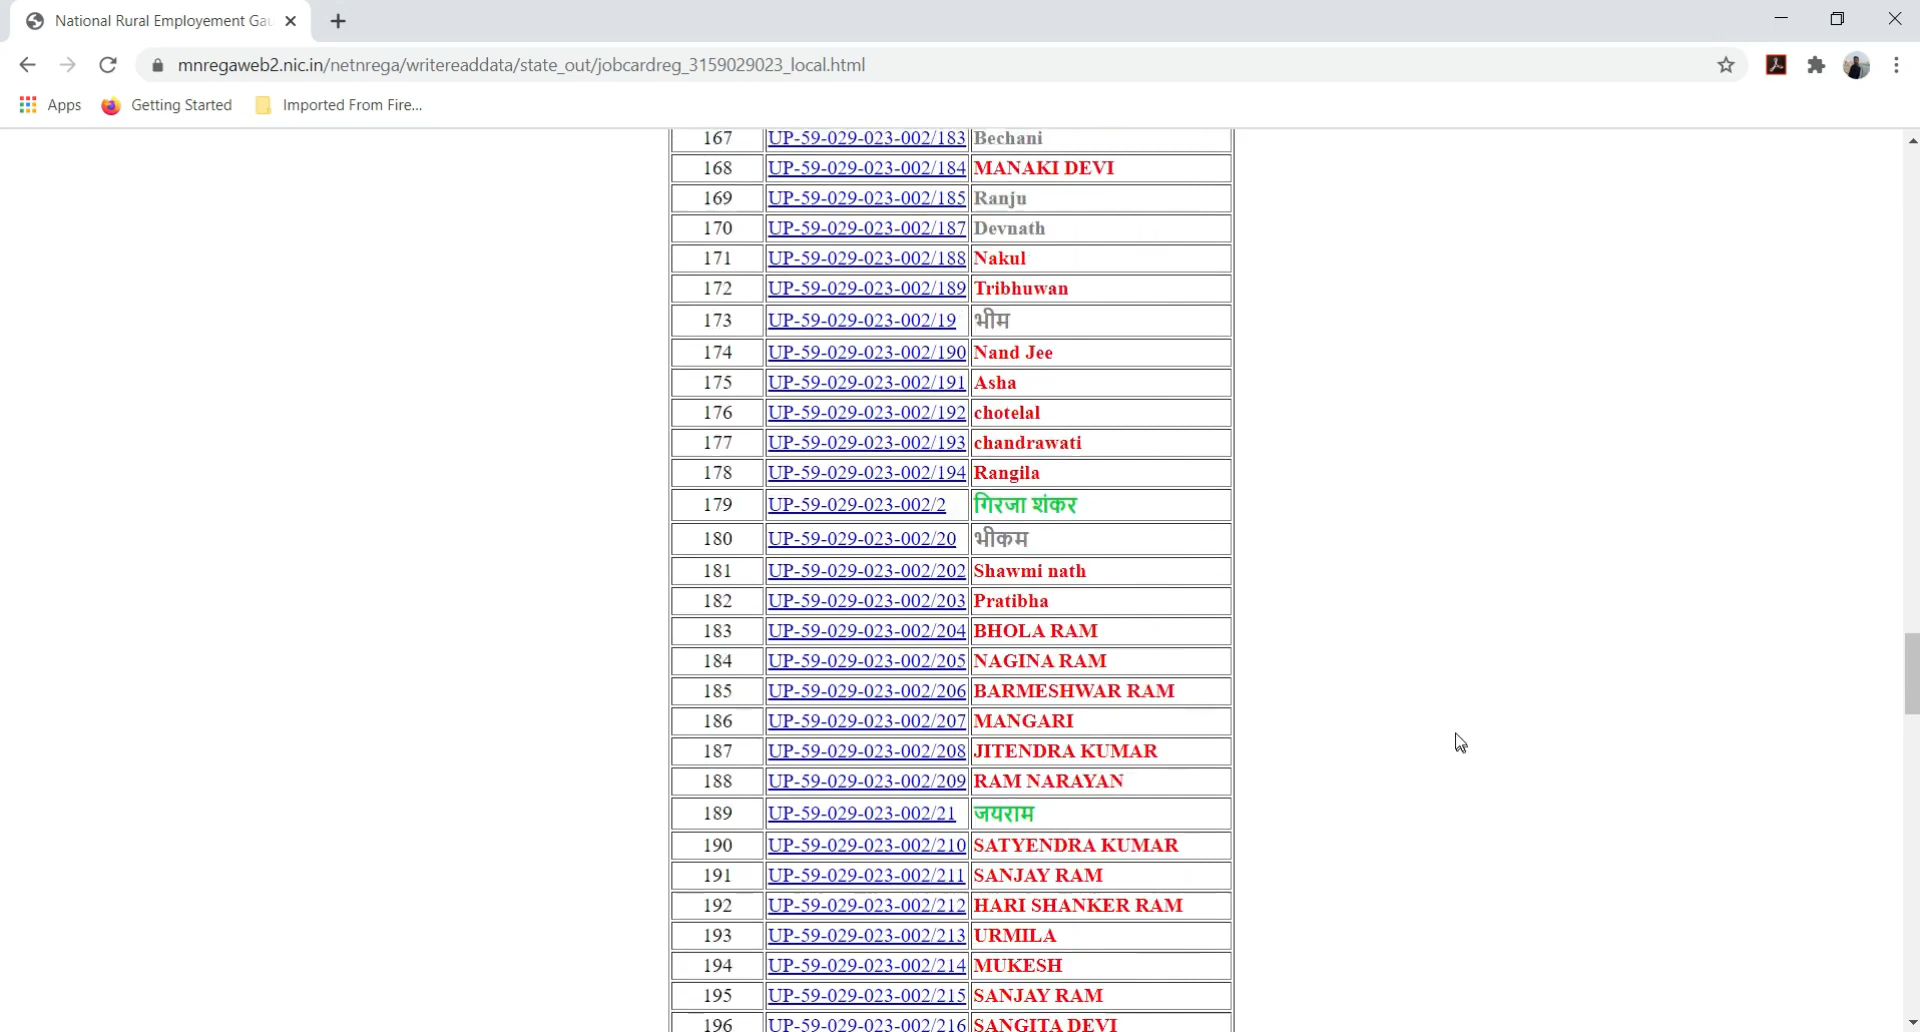 National Rural Employement Gau
mnregaweb2.nic.in/netnrega/writereaddata/state_out/jobcardreg_3159029023_local.html
Apps Getting Started Imported From Fire...
167 UP-59-029-023-002/183 Bechani
168 UP-59-029-023-002/184 MANAKI DEVI
169 UP-59-029-023-002/185 Ranju
170 UP-59-029-023-002/187 Devnath
171 UP-59-029-023-002/188 Nakul
172 UP-59-029-023-002/189 Tribhuwan
173 UP-59-029-023-002/19 भीम
174 UP-59-029-023-002/190 Nand Jee
175 UP-59-029-023-002/191 Asha
176 UP-59-029-023-002/192 chotelal
177 UP-59-029-023-002/193 chandrawati
178 UP-59-029-023-002/194 Rangila
179 UP-59-029-023-002/2 गिरजा शंकर
180 UP-59-029-023-002/20 भीकम
181 UP-59-029-023-002/202 Shawmi nath
182 UP-59-029-023-002/203 Pratibha
183 UP-59-029-023-002/204 BHOLA RAM
184 UP-59-029-023-002/205 NAGINA RAM
185 UP-59-029-023-002/206 BARMESHWAR RAM
186 UP-59-029-023-002/207 MANGARI
187 UP-59-029-023-002/208 JITENDRA KUMAR
188 UP-59-029-023-002/209 RAM NARAYAN
189 UP-59-029-023-002/21 जयराम
190 UP-59-029-023-002/210 SATYENDRA KUMAR
191 UP-59-029-023-002/211 SANJAY RAM
192 UP-59-029-023-002/212 HARI SHANKER RAM
193 UP-59-029-023-002/213 URMILA
194 UP-59-029-023-002/214 MUKESH
195 UP-59-029-023-002/215 SANJAY RAM
196 UP-59-029-023-002/216 SANGITA DEVI